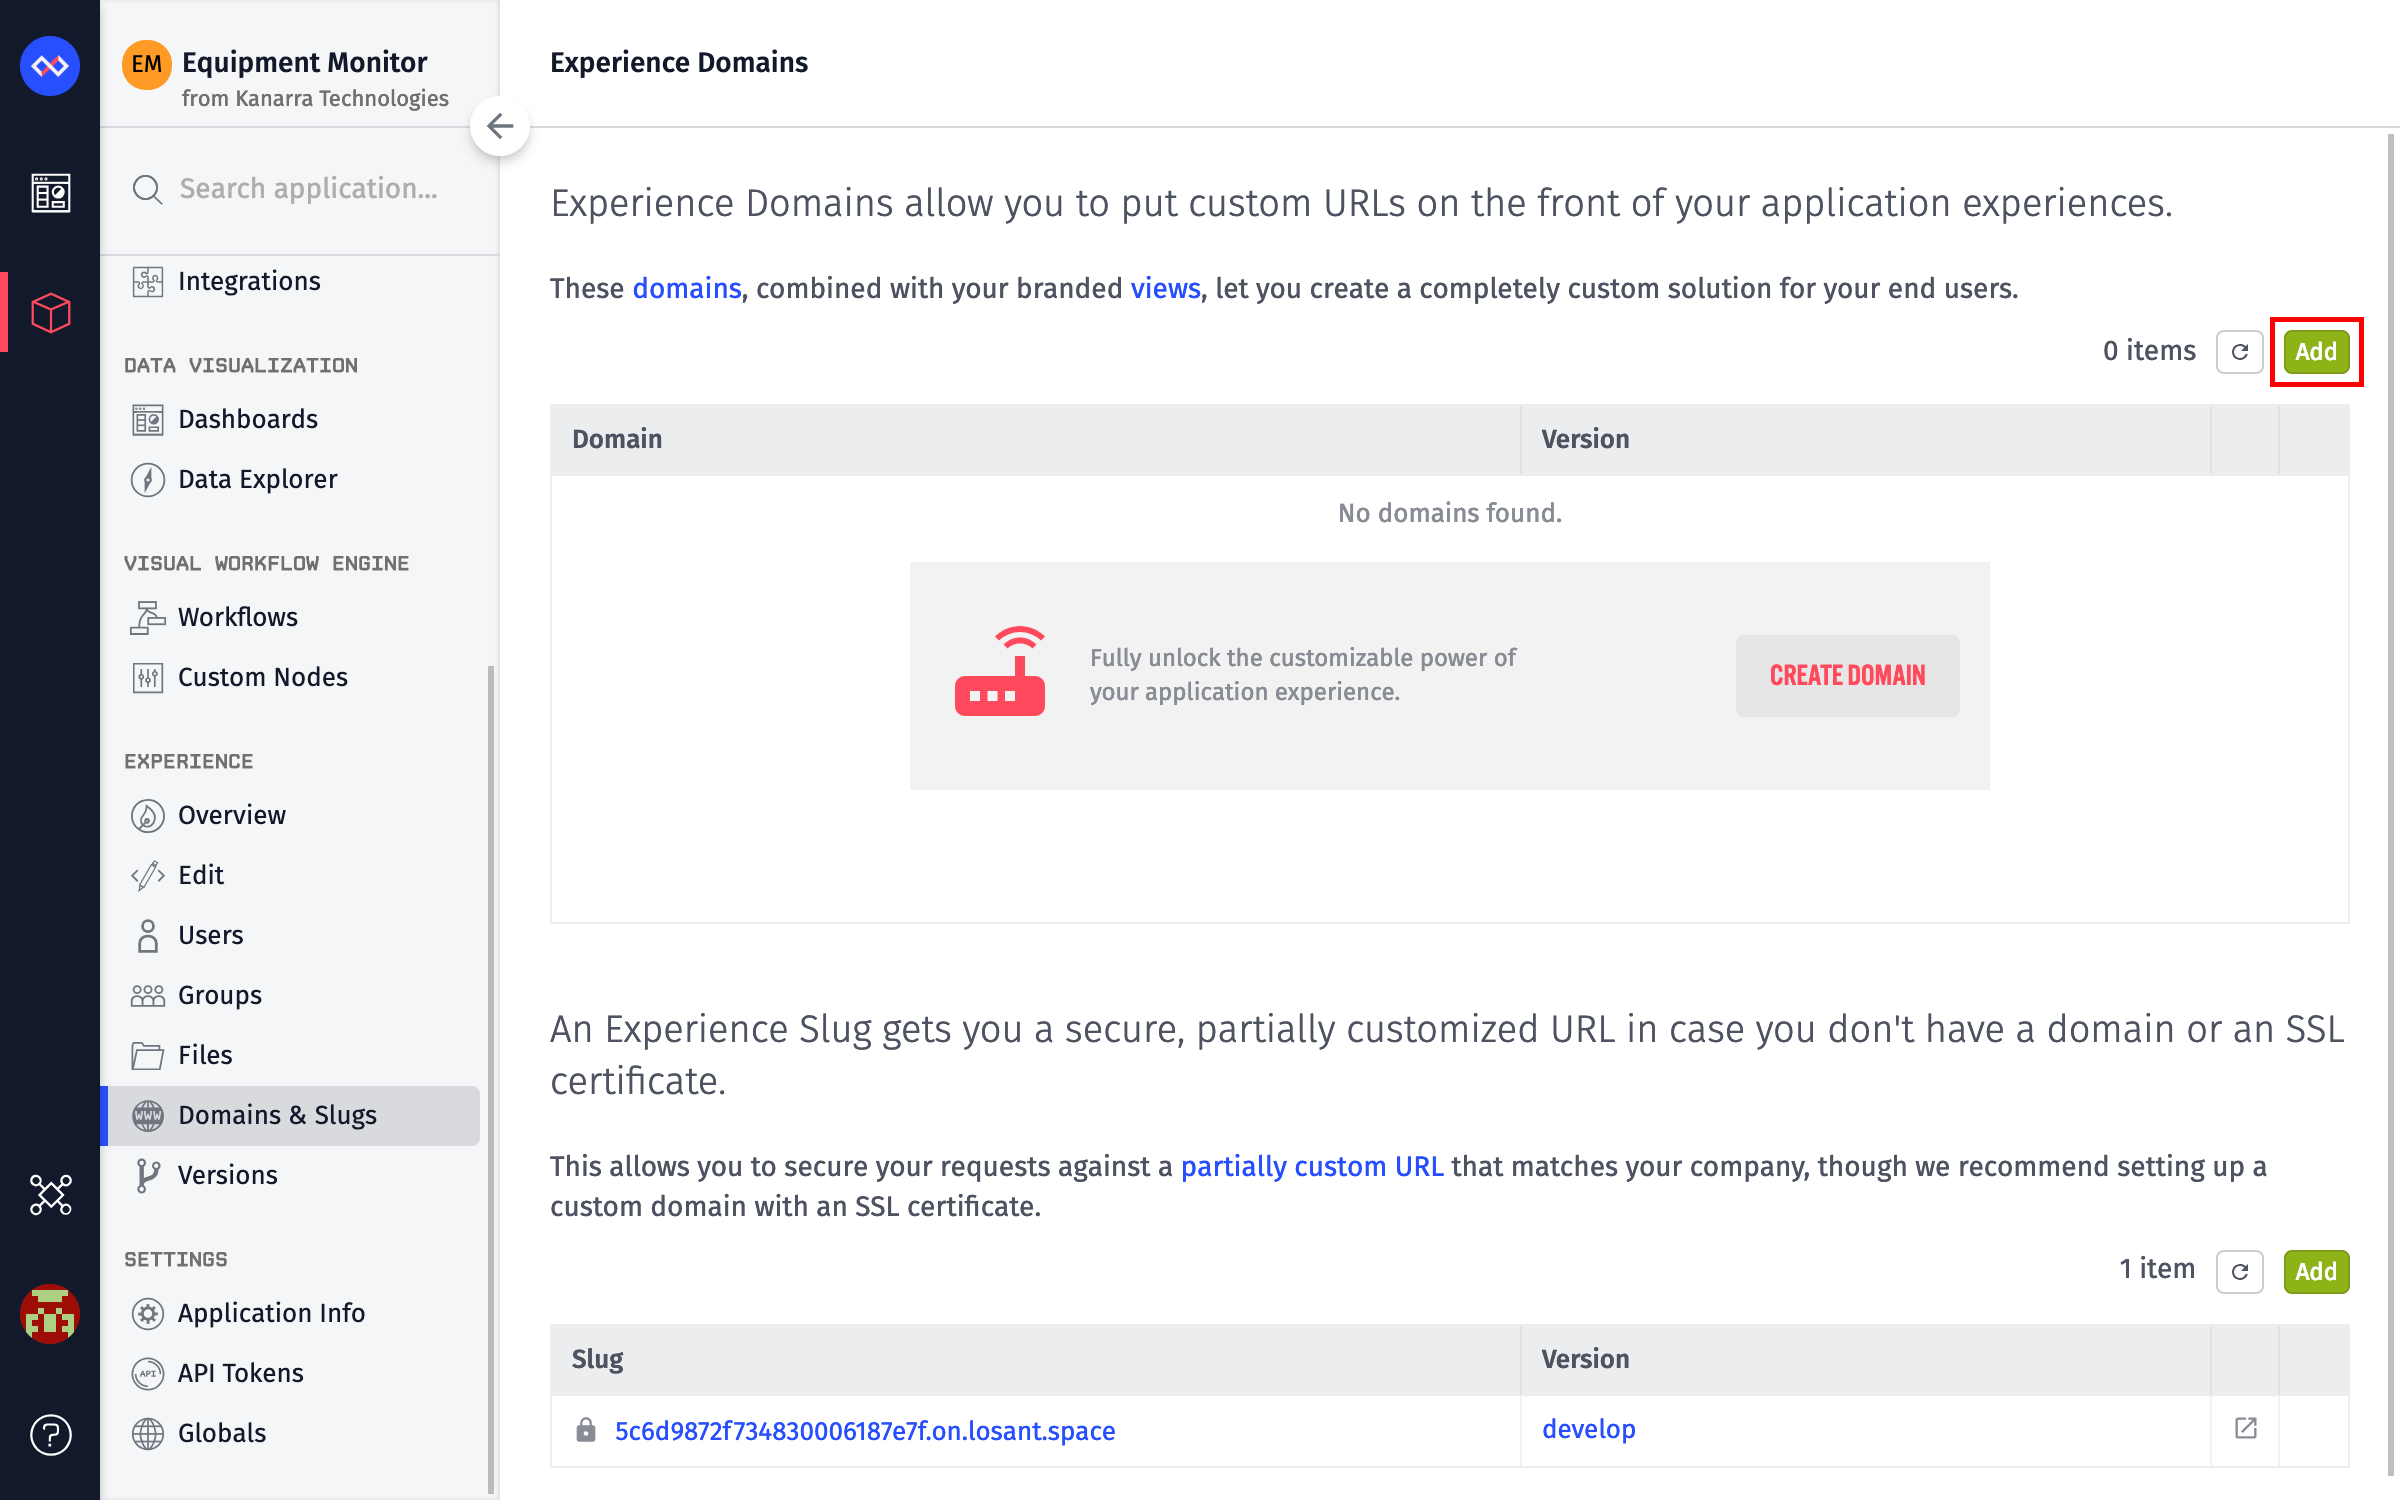 EM
Equipment Monitor
from Kanarra Technologies
Search application...
Integrations
DATA VISUALIZATION
Dashboards
Data Explorer
VISUAL WORKFLOW ENGINE
Workflows
Custom Nodes
EXPERIENCE
Overview
Edit
Users
Groups
Files
WWW
Domains & Slugs
Versions
SETTINGS
Application Info
API
API Tokens
Globals
Experience Domains
Experience Domains allow you to put custom URLs on the front of your application experiences.
These domains, combined with your branded views, let you create a completely custom solution for your end users.
0 items
Add
Domain
Version
No domains found.
Fully unlock the customizable power of
your application experience.
CREATE DOMAIN
An Experience Slug gets you a secure, partially customized URL in case you don't have a domain or an SSL
certificate.
This allows you to secure your requests against a partially custom URL that matches your company, though we recommend setting up a
custom domain with an SSL certificate.
1 item
Add
Slug
Version
5c6d9872f734830006187e7f.on.losant.space
develop